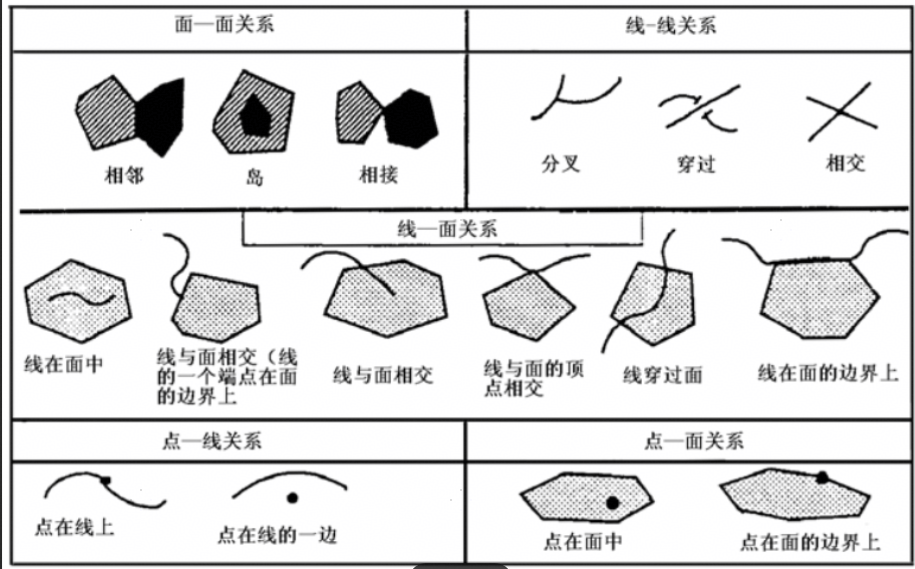 面—面关系
线-线关系
相邻
岛
相接
分叉
穿过
相交
线—面关系
线在面中
线与面相交（线
的一个端点在面
的边界上
线与面相交
线与面的顶
点相交
线穿过面
线在面的边界上
点—线关系
点—面关系
点在线上
点在线的一边
点在面中
点在面的边界上